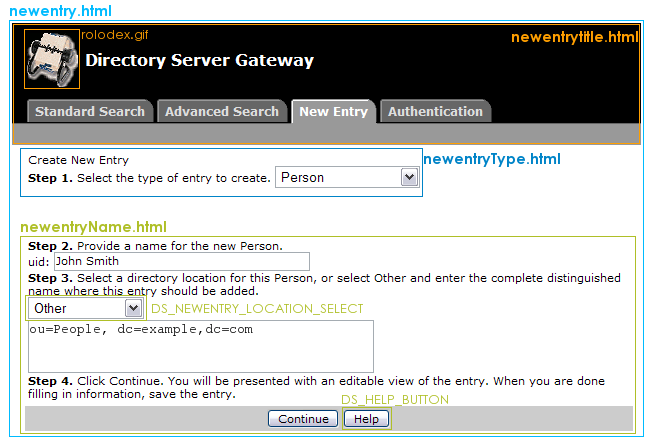 newentry.html
rolodex.gif
newentrytitle.html
Directory Server Gateway
Standard Search
Advanced Search
New Entry
Authentication
Create New Entry
newentryType.html
Step 1. Select the type of entry to create. Person
newentryName.html
Step 2. Provide a name for the new Person.
uid: John Smith
Step 3. Select a directory location for this Person, or select Other and enter the complete distinguished
name where this entry should be added.
Other
DS_NEWENTRY_LOCATION_SELECT
ou=People, dc=example,dc=com
Step 4. Click Continue. You will be presented with an editable view of the entry. When you are done
filling in information, save the entry.
DS_HELP_BUTTON
Continue
Help